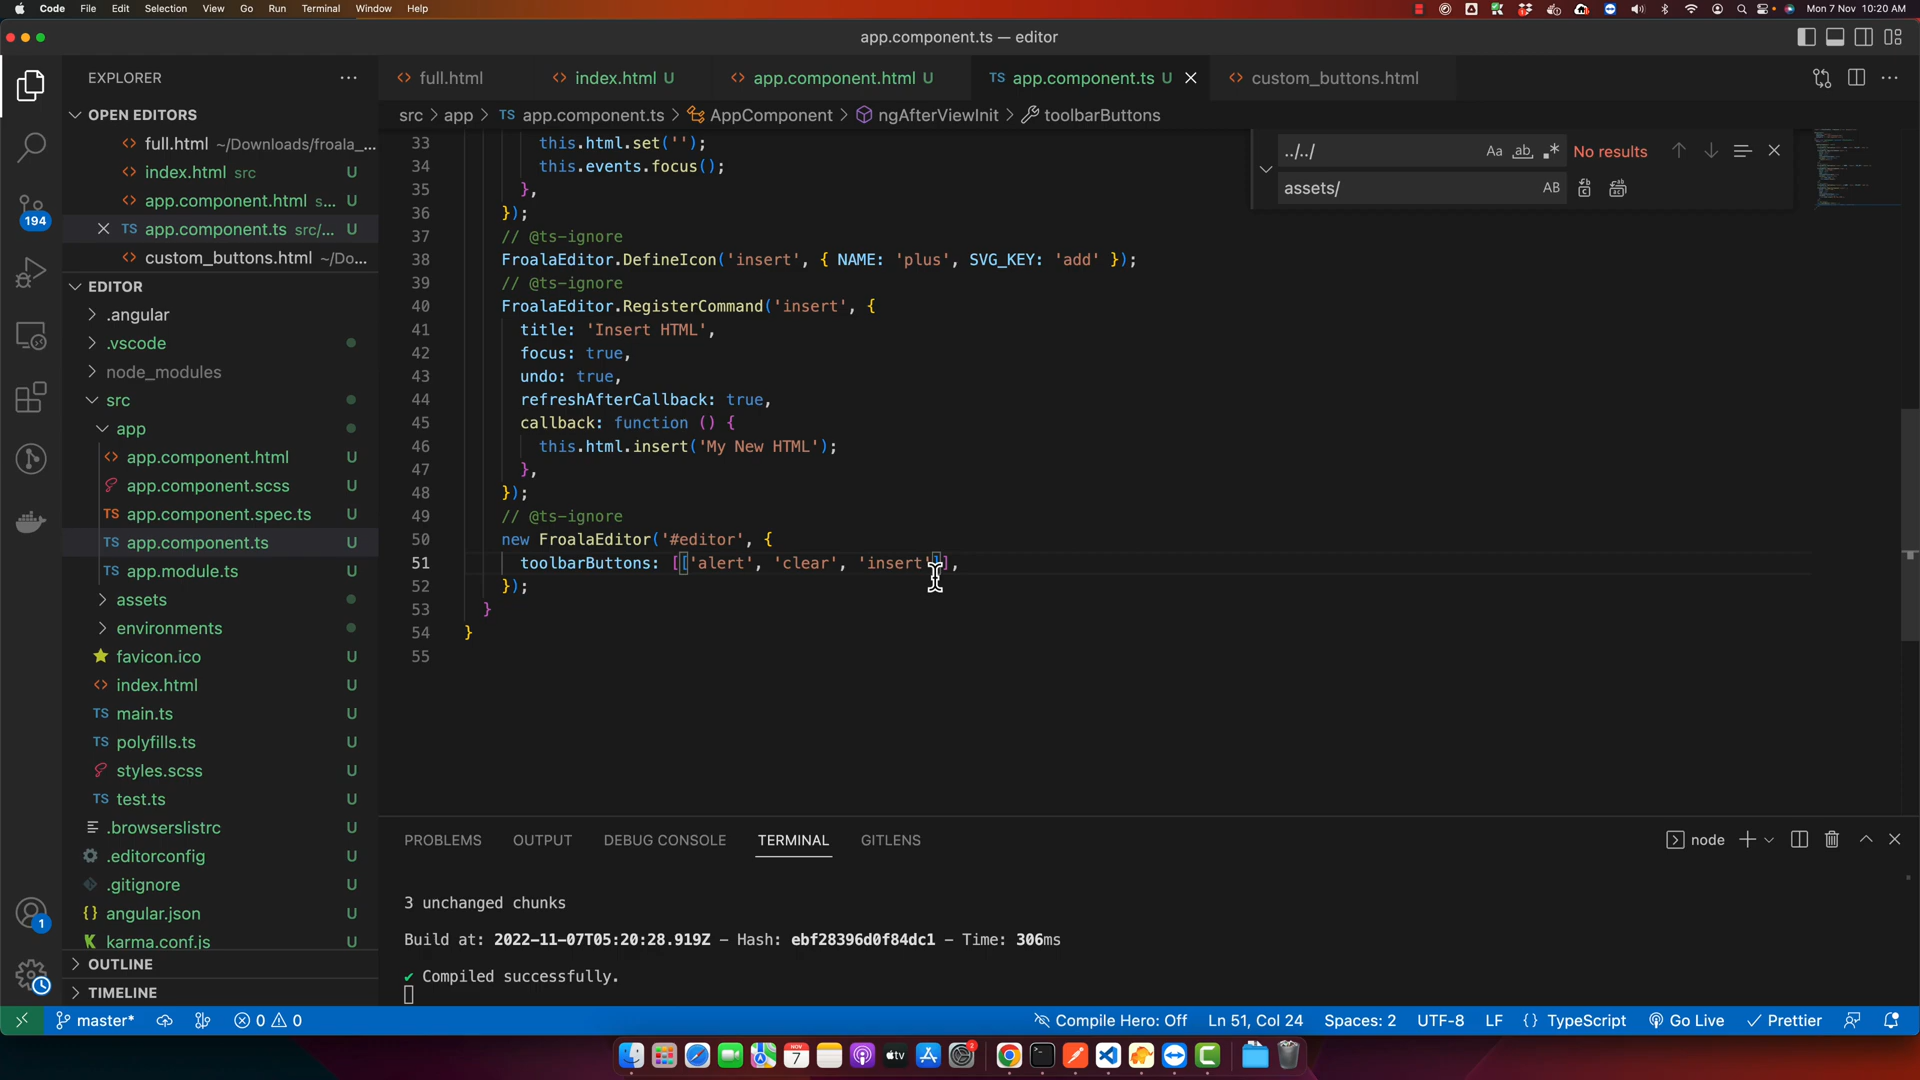 Code File Edit Selection View Go Run Terminal Window Help Mon 7 Nov 10:20 AM
app.component.ts — editor
EXPLORER
full.html
index.html U
app.component.html U
TS app.component.ts U
custom_buttons.html
OPEN EDITORS
full.html ~/Downloads/froala_...
index.html src U
app.component.html s... U
TS app.component.ts src/... U
custom_buttons.html ~/Do...
EDITOR
.angular
.vscode
node_modules
src
app
app.component.html U
app.component.scss U
TS app.component.spec.ts U
TS app.component.ts U
TS app.module.ts U
assets
environments
favicon.ico U
index.html U
TS main.ts U
TS polyfills.ts U
styles.scss U
TS test.ts U
.browserslistrc U
.editorconfig U
.gitignore U
{} angular.json U
karma.conf.js U
OUTLINE
TIMELINE
194
1
src > app > TS app.component.ts > AppComponent > ngAfterViewInit > toolbarButtons
../../ Aa ab .* No results
assets/ AB
33 this.html.set('');
34 this.events.focus();
35 },
36 });
37 // @ts-ignore
38 FroalaEditor.DefineIcon('insert', { NAME: 'plus', SVG_KEY: 'add' });
39 // @ts-ignore
40 FroalaEditor.RegisterCommand('insert', {
41 title: 'Insert HTML',
42 focus: true,
43 undo: true,
44 refreshAfterCallback: true,
45 callback: function () {
46 this.html.insert('My New HTML');
47 },
48 });
49 // @ts-ignore
50 new FroalaEditor('#editor', {
51 toolbarButtons: [['alert', 'clear', 'insert']],
52 });
53 }
54 }
55
PROBLEMS OUTPUT DEBUG CONSOLE TERMINAL GITLENS node
3 unchanged chunks
Build at: 2022-11-07T05:20:28.919Z - Hash: ebf28396d0f84dc1 - Time: 306ms
✔ Compiled successfully.
master* 0 0 Compile Hero: Off Ln 51, Col 24 Spaces: 2 UTF-8 LF {} TypeScript Go Live Prettier
NOV
7
tv
2